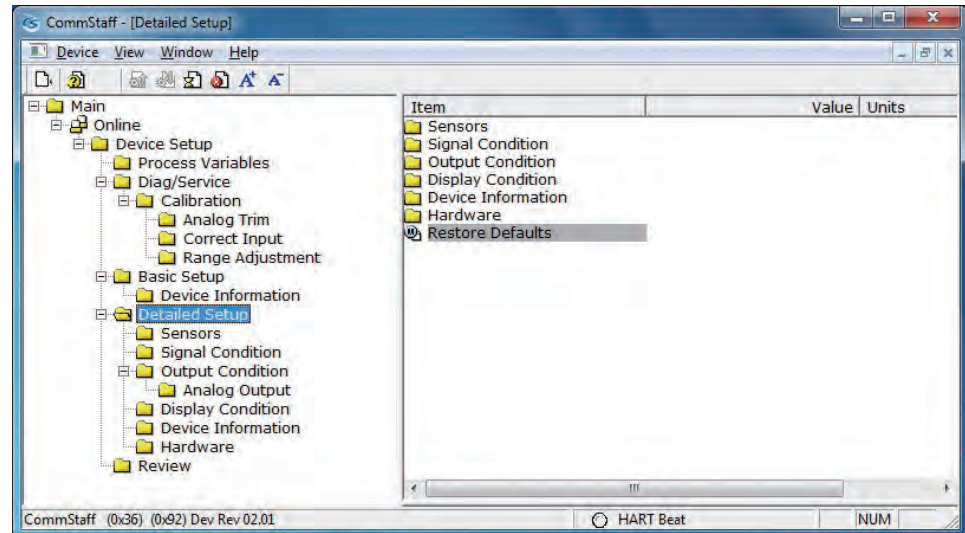 CommStaff - [Detailed Setup]
Device View Window Help
A+ A-
Main
Online
Device Setup
Process Variables
Diag/Service
Calibration
Analog Trim
Correct Input
Range Adjustment
Basic Setup
Device Information
Detailed Setup
Sensors
Signal Condition
Output Condition
Analog Output
Display Condition
Device Information
Hardware
Review
Item Value Units
Sensors
Signal Condition
Output Condition
Display Condition
Device Information
Hardware
Restore Defaults
CommStaff (0x36) (0x92) Dev Rev 02.01 HART Beat NUM